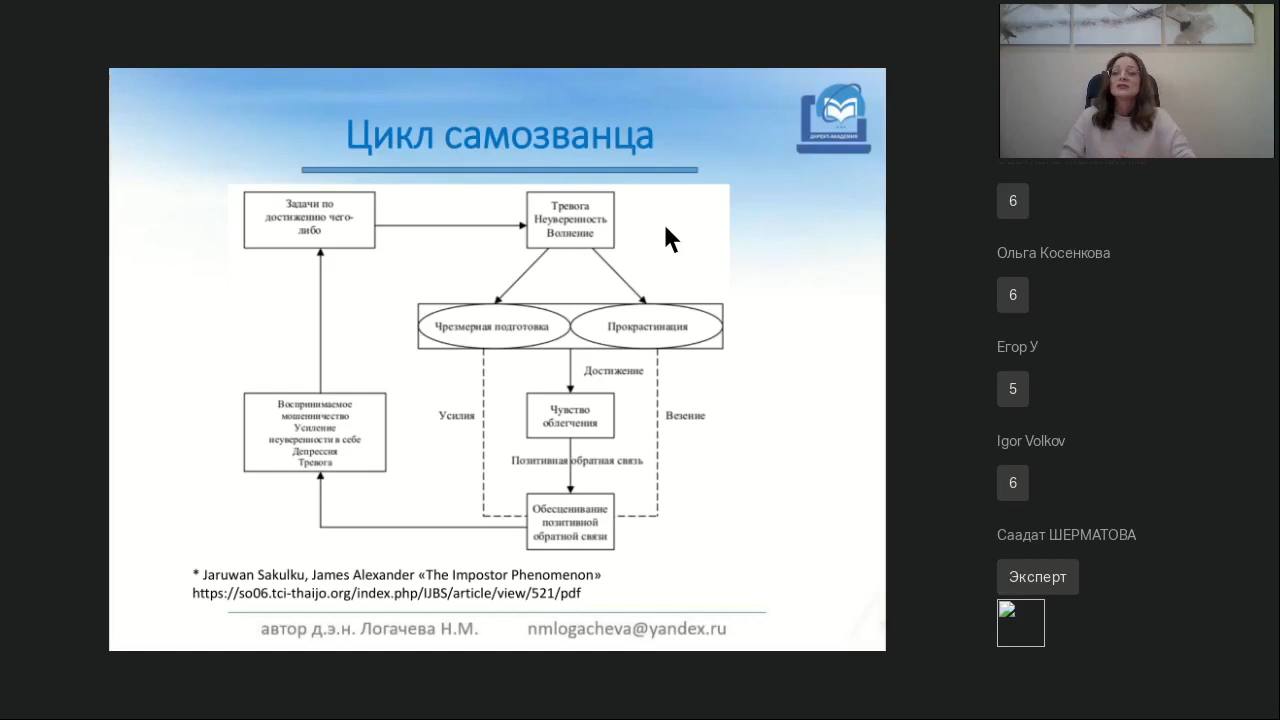 Цикл самозванца
ДИРЕКТ-АКАДЕМИЯ
Задачи по
достижению чего-
либо
Тревога
Неуверенность
Волнение
Чрезмерная подготовка
Прокрастинация
Достижение
Усилия
Чувство
облегчения
Везение
Позитивная обратная связь
Воспринимаемое
мошенничество
Усиление
неуверенности в себе
Депрессия
Тревога
Обесценивание
позитивной
обратной связи
* Jaruwan Sakulku, James Alexander «The Impostor Phenomenon»
https://so06.tci-thaijo.org/index.php/IJBS/article/view/521/pdf
автор д.э.н. Логачева Н.М. nmlogacheva@yandex.ru
6
Ольга Косенкова
6
Егор У
5
Igor Volkov
6
Саадат ШЕРМАТОВА
Эксперт